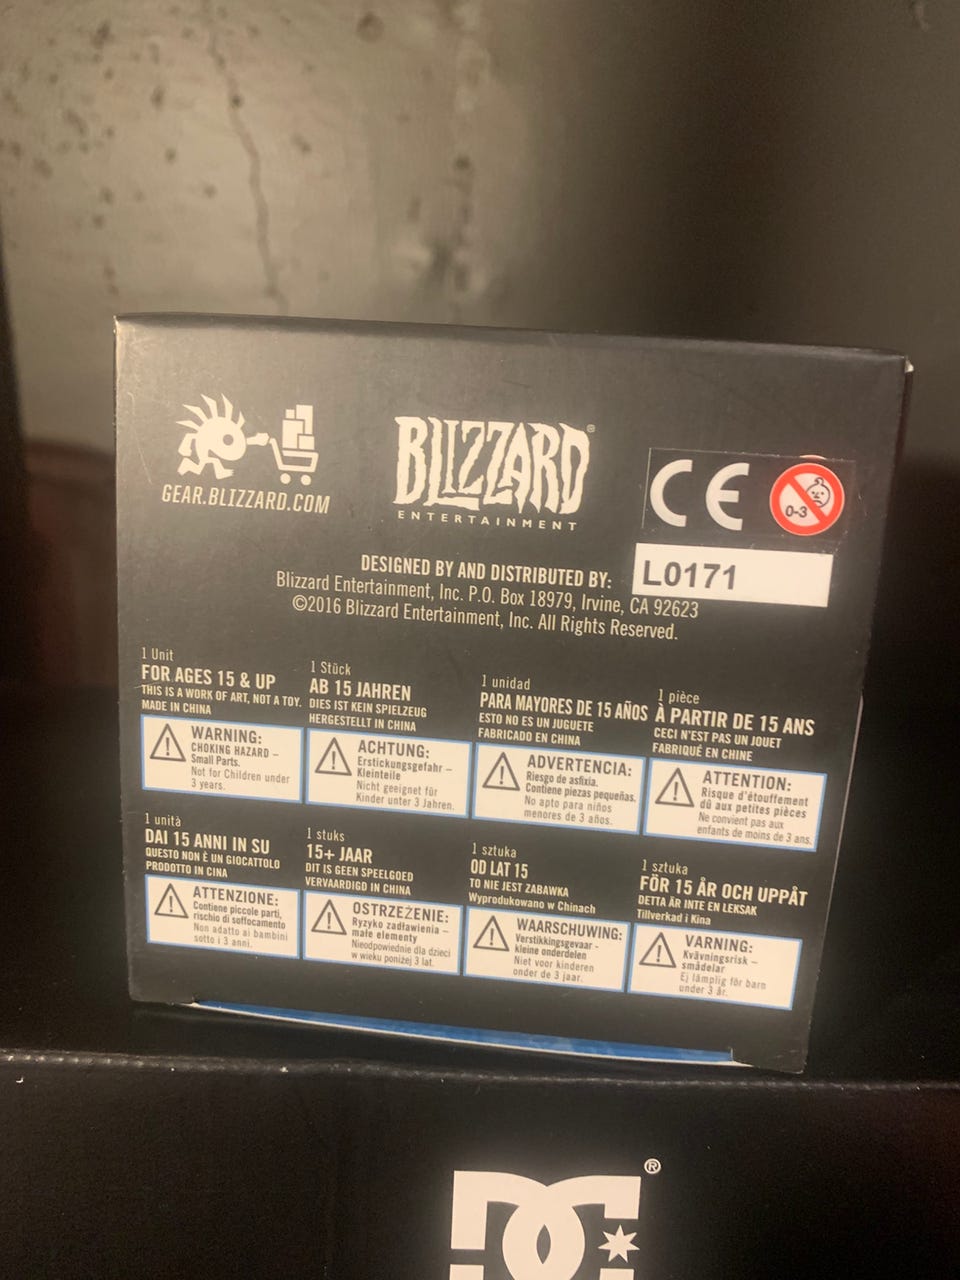 GEAR.BLIZZARD.COM
BLIZZARD®
ENTERTAINMENT
CE
0-3
L0171
DESIGNED BY AND DISTRIBUTED BY:
Blizzard Entertainment, Inc. P.O. Box 18979, Irvine, CA 92623
©2016 Blizzard Entertainment, Inc. All Rights Reserved.
1 Unit
FOR AGES 15 & UP
THIS IS A WORK OF ART, NOT A TOY.
MADE IN CHINA
WARNING:
CHOKING HAZARD –
Small Parts.
Not for Children under
3 years.
1 Stück
AB 15 JAHREN
DIES IST KEIN SPIELZEUG
HERGESTELLT IN CHINA
ACHTUNG:
Erstickungsgefahr –
Kleinteile
Nicht geeignet für
Kinder unter 3 Jahren.
1 unidad
PARA MAYORES DE 15 AÑOS
ESTO NO ES UN JUGUETE
FABRICADO EN CHINA
ADVERTENCIA:
Riesgo de asfixia.
Contiene piezas pequeñas.
No apto para niños
menores de 3 años.
1 pièce
À PARTIR DE 15 ANS
CECI N'EST PAS UN JOUET
FABRIQUÉ EN CHINE
ATTENTION:
Risque d'étouffement
dû aux petites pièces
Ne convient pas aux
enfants de moins de 3 ans.
1 unità
DAI 15 ANNI IN SU
QUESTO NON È UN GIOCATTOLO
PRODOTTO IN CINA
ATTENZIONE:
Contiene piccole parti,
rischio di soffocamento
Non adatto ai bambini
sotto i 3 anni.
1 stuks
15+ JAAR
DIT IS GEEN SPEELGOED
VERVAARDIGD IN CHINA
OSTRZEŻENIE:
Ryzyko zadławienia –
małe elementy
Nieodpowiednie dla dzieci
w wieku poniżej 3 lat.
1 sztuka
OD LAT 15
TO NIE JEST ZABAWKA
Wyprodukowano w Chinach
WAARSCHUWING:
Verstikkingsgevaar -
kleine onderdelen
Niet voor kinderen
onder de 3 jaar.
1 sztuka
FÖR 15 ÅR OCH UPPÅT
DETTA ÄR INTE EN LEKSAK
Tillverkad i Kina
VARNING:
Kvävningsrisk –
smådelar
Ej lämplig för barn
under 3 år.
DC®